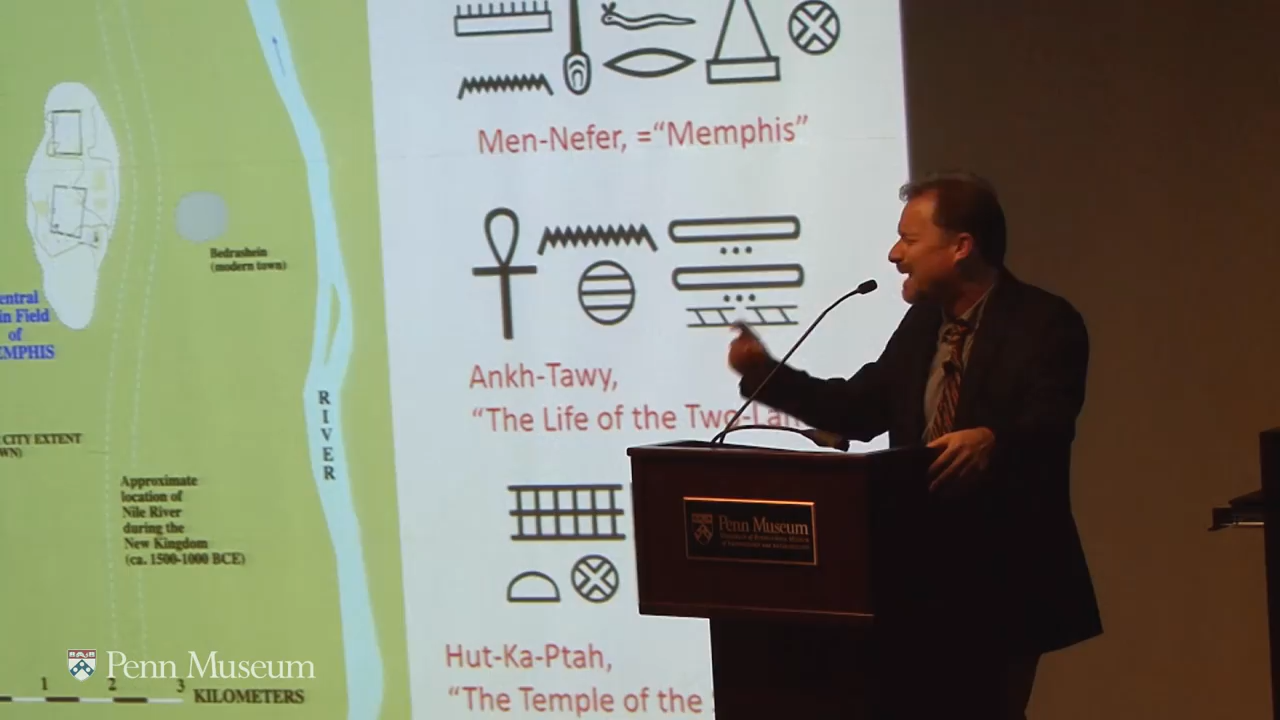 Men-Nefer, =“Memphis”
Bedrashein
(modern town)
entral
in Field
of
EMPHIS
Ankh-Tawy,
“The Life of the Two-Lan
RIVER
CITY EXTENT
WN)
Approximate
location of
Nile River
during the
New Kingdom
(ca. 1500-1000 BCE)
Penn Museum
Hut-Ka-Ptah,
“The Temple of the
Penn Museum
1 2 3 KILOMETERS